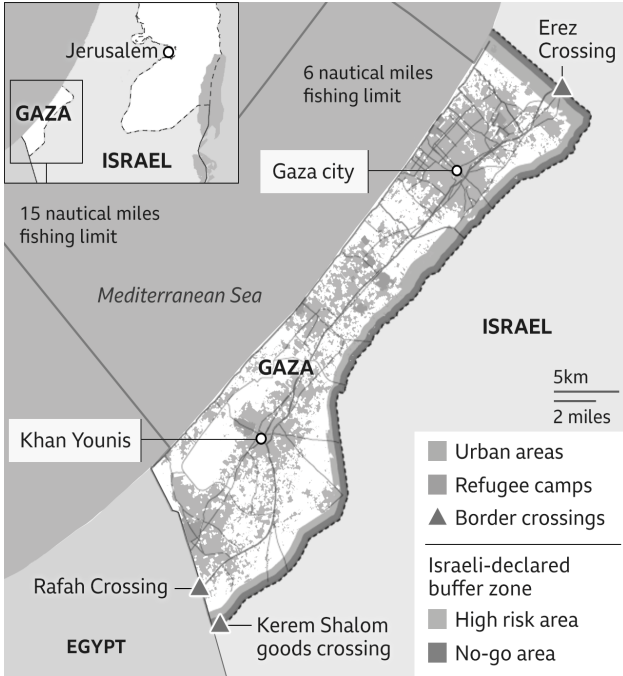 Jerusalem
GAZA
ISRAEL
Erez
Crossing
6 nautical miles
fishing limit
Gaza city
15 nautical miles
fishing limit
Mediterranean Sea
ISRAEL
GAZA
5km
2 miles
Khan Younis
Urban areas
Refugee camps
Border crossings
Israeli-declared
buffer zone
High risk area
No-go area
Rafah Crossing
Kerem Shalom
goods crossing
EGYPT